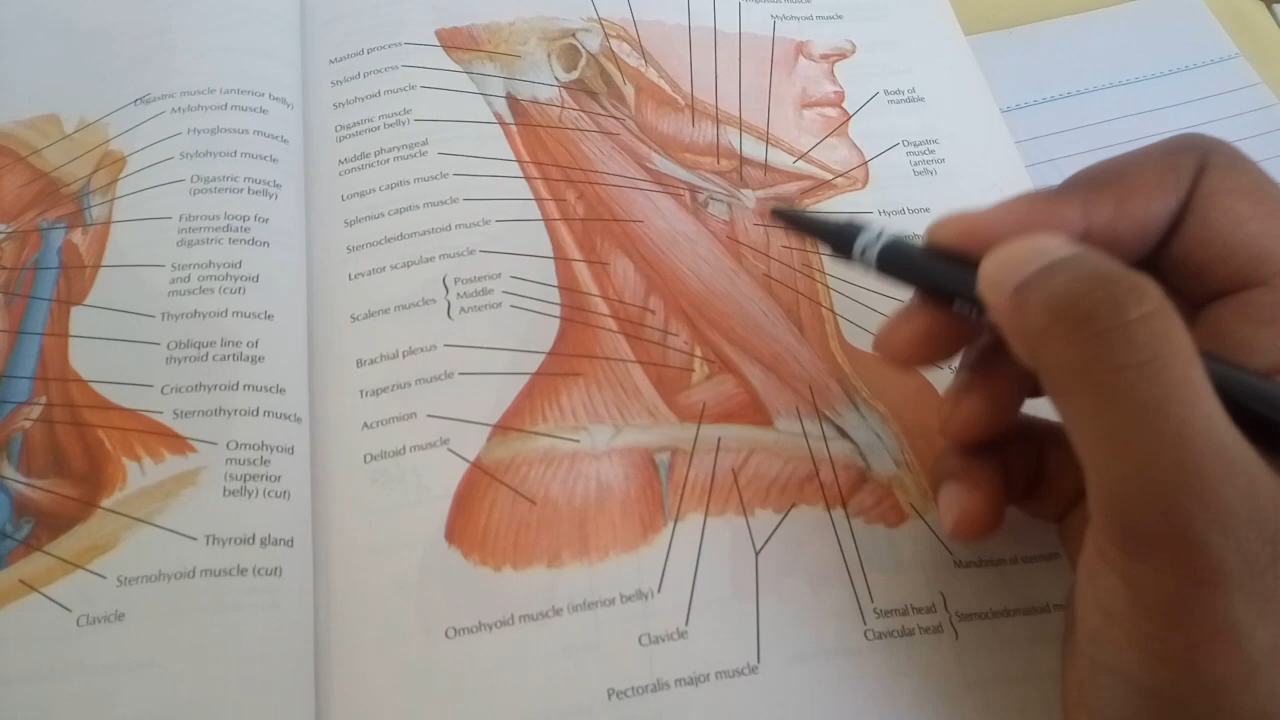 Digastric muscle (anterior belly)
Mylohyoid muscle
Hyoglossus muscle
Stylohyoid muscle
Digastric muscle
(posterior belly)
Fibrous loop for
intermediate
digastric tendon
Sternohyoid
and omohyoid
muscles (cut)
Thyrohyoid muscle
Oblique line of
thyroid cartilage
Cricothyroid muscle
Sternothyroid muscle
Omohyoid
muscle
(superior
belly) (cut)
Thyroid gland
Sternohyoid muscle (cut)
Clavicle
Mastoid process
Styloid process
Stylohyoid muscle
Digastric muscle
(posterior belly)
Middle pharyngeal
constrictor muscle
Longus capitis muscle
Splenius capitis muscle
Sternocleidomastoid muscle
Levator scapulae muscle
Scalene muscles
Posterior
Middle
Anterior
Brachial plexus
Trapezius muscle
Acromion
Deltoid muscle
muscle
Mylohyoid muscle
Body of
mandible
Digastric
muscle
(anterior
belly)
Hyoid bone
Omohyoid muscle (inferior belly)
Clavicle
Pectoralis major muscle
Manubrium of sternum
Sternal head
Clavicular head
Sternocleidomastoid